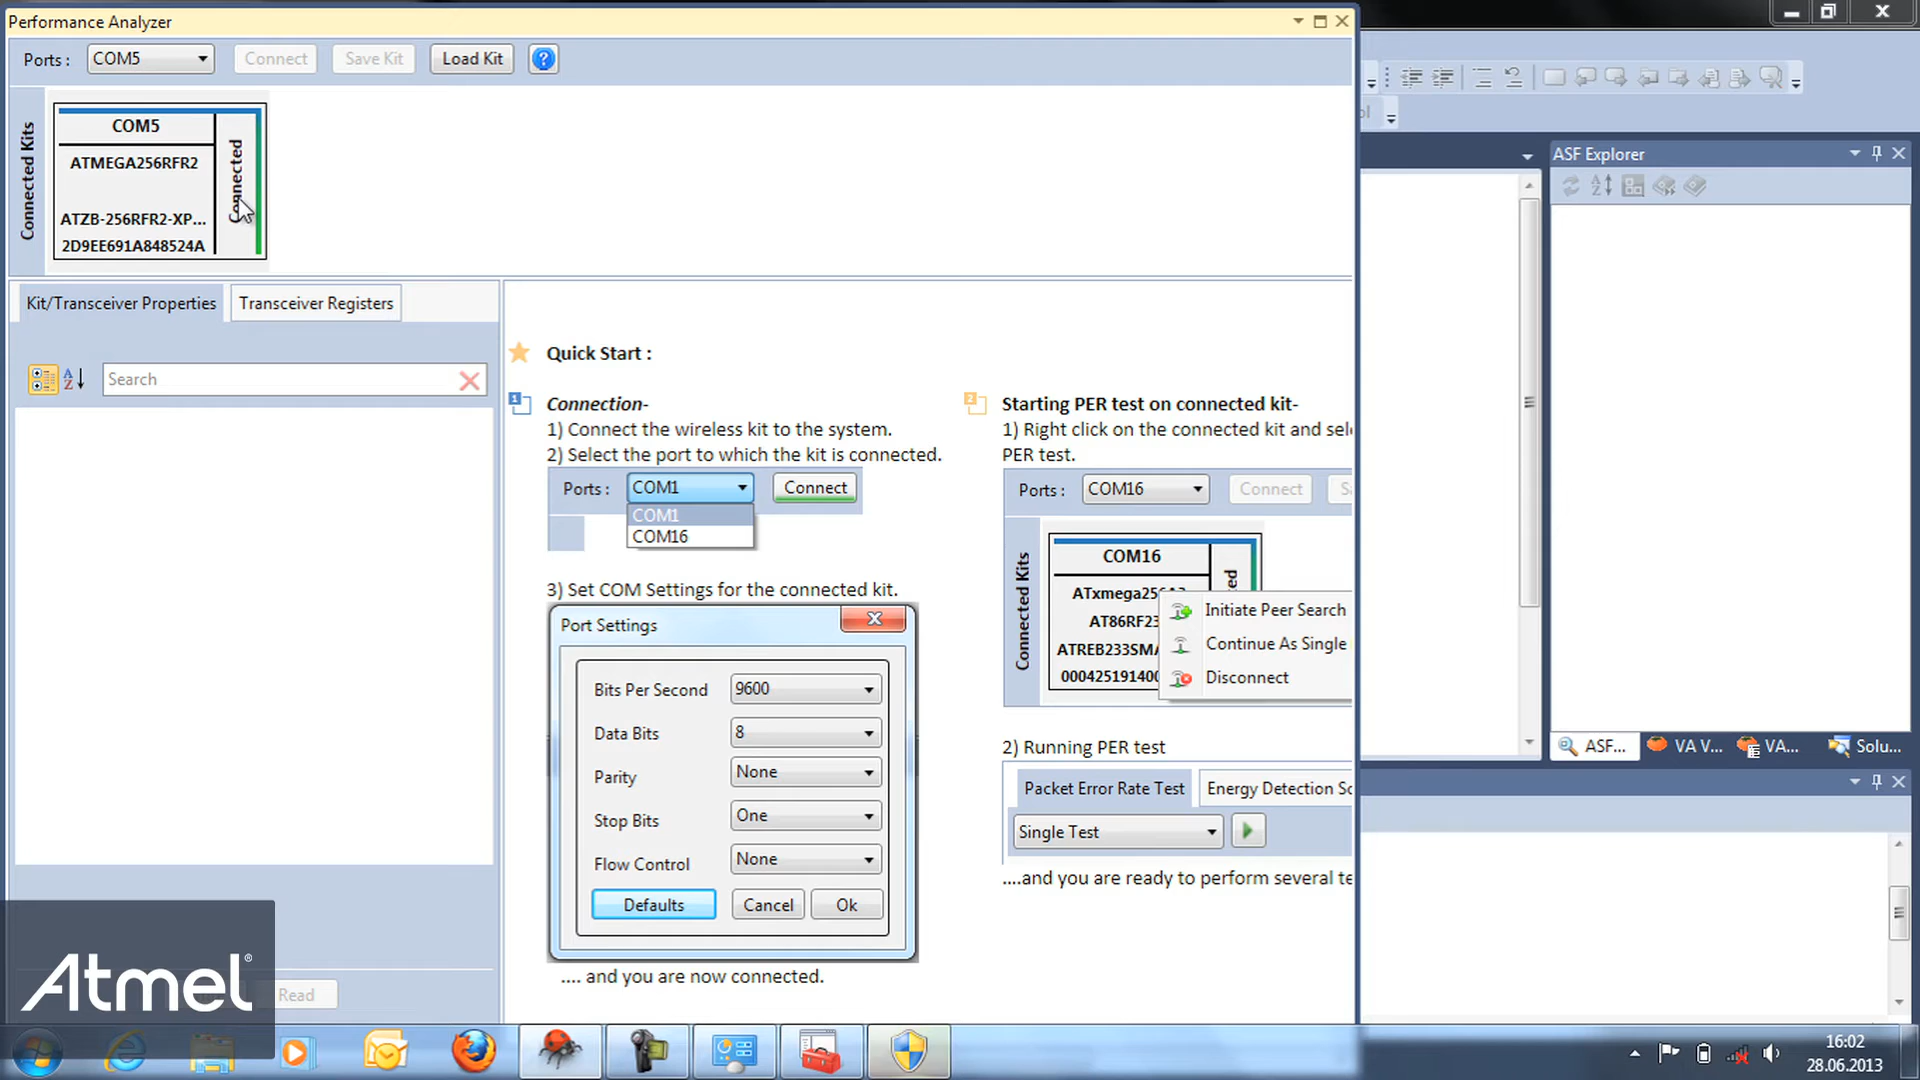 Performance Analyzer
Ports : COM5 Connect Save Kit Load Kit ?
Connected Kits
COM5
ATMEGA256RFR2
ATZB-256RFR2-XP...
2D9EE691A848524A
Connected
Kit/Transceiver Properties Transceiver Registers
Search
Read
Quick Start :
1 Connection-
1) Connect the wireless kit to the system.
2) Select the port to which the kit is connected.
Ports : COM1 Connect
COM1
COM16
3) Set COM Settings for the connected kit.
Port Settings
Bits Per Second 9600
Data Bits 8
Parity None
Stop Bits One
Flow Control None
Defaults Cancel Ok
.... and you are now connected.
2 Starting PER test on connected kit-
1) Right click on the connected kit and sele
PER test.
Ports : COM16 Connect
Connected Kits
COM16
AT86RF23
ATREB233SMA
000425191400
Initiate Peer Search
Continue As Single
Disconnect
2) Running PER test
Packet Error Rate Test Energy Detection Sc
Single Test
....and you are ready to perform several te
ASF Explorer
ASF... VA V... VA... Solu...
Atmel®
16:02
28.06.2013